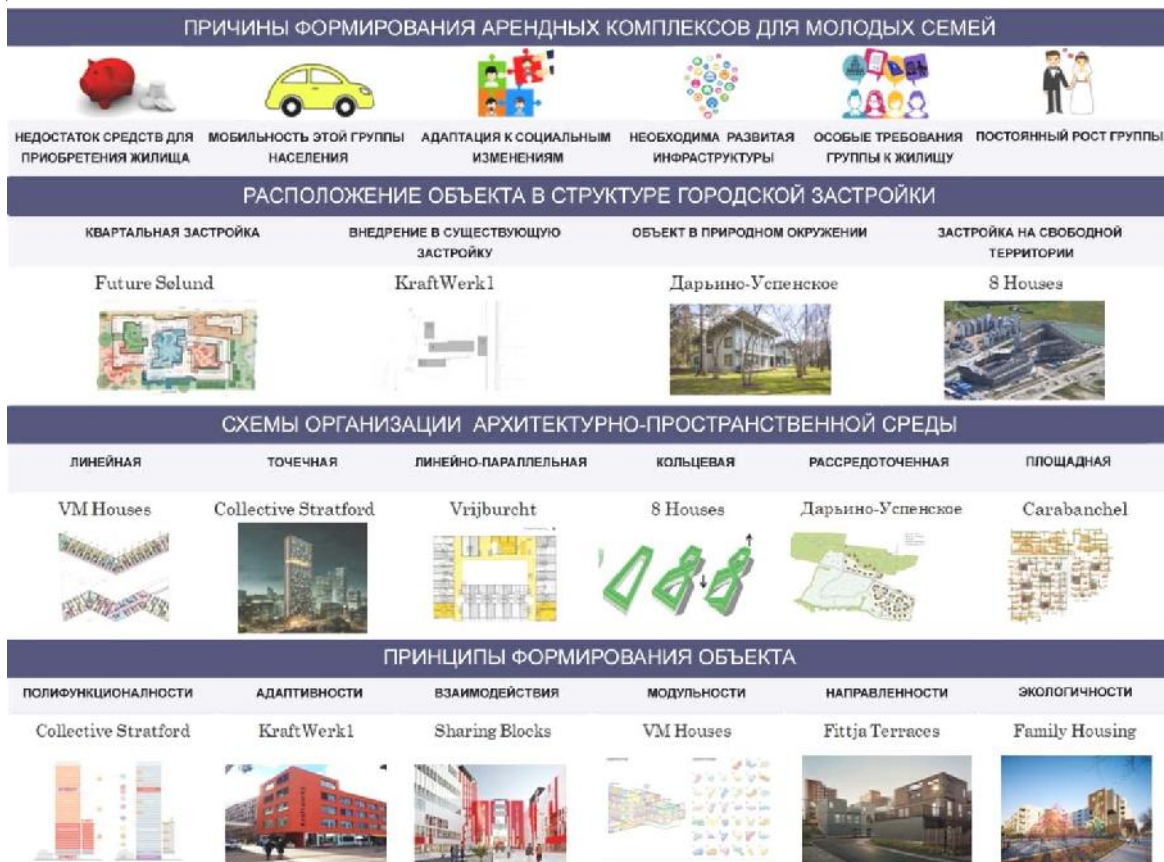 ПРИЧИНЫ ФОРМИРОВАНИЯ АРЕНДНЫХ КОМПЛЕКСОВ ДЛЯ МОЛОДЫХ СЕМЕЙ
НЕДОСТАТОК СРЕДСТВ ДЛЯ
ПРИОБРЕТЕНИЯ ЖИЛИЩА
МОБИЛЬНОСТЬ ЭТОЙ ГРУППЫ
НАСЕЛЕНИЯ
АДАПТАЦИЯ К СОЦИАЛЬНЫМ
ИЗМЕНЕНИЯМ
НЕОБХОДИМА РАЗВИТАЯ
ИНФРАСТРУКТУРЫ
ОСОБЫЕ ТРЕБОВАНИЯ
ГРУППЫ К ЖИЛИЩУ
ПОСТОЯННЫЙ РОСТ ГРУППЫ
РАСПОЛОЖЕНИЕ ОБЪЕКТА В СТРУКТУРЕ ГОРОДСКОЙ ЗАСТРОЙКИ
КВАРТАЛЬНАЯ ЗАСТРОЙКА
ВНЕДРЕНИЕ В СУЩЕСТВУЮЩУЮ
ЗАСТРОЙКУ
ОБЪЕКТ В ПРИРОДНОМ ОКРУЖЕНИИ
ЗАСТРОЙКА НА СВОБОДНОЙ
ТЕРРИТОРИИ
Future Sølund
KraftWerk1
Дарьино-Успенское
8 Houses
СХЕМЫ ОРГАНИЗАЦИИ АРХИТЕКТУРНО-ПРОСТРАНСТВЕННОЙ СРЕДЫ
ЛИНЕЙНАЯ
ТОЧЕЧНАЯ
ЛИНЕЙНО-ПАРАЛЛЕЛЬНАЯ
КОЛЬЦЕВАЯ
РАССРЕДОТОЧЕННАЯ
ПЛОЩАДНАЯ
VM Houses
Collective Stratford
Vrijburcht
8 Houses
Дарьино-Успенское
Carabanchel
ПРИНЦИПЫ ФОРМИРОВАНИЯ ОБЪЕКТА
ПОЛИФУНКЦИОНАЛНОСТИ
АДАПТИВНОСТИ
ВЗАИМОДЕЙСТВИЯ
МОДУЛЬНОСТИ
НАПРАВЛЕННОСТИ
ЭКОЛОГИЧНОСТИ
Collective Stratford
KraftWerk1
Sharing Blocks
VM Houses
Fittja Terraces
Family Housing